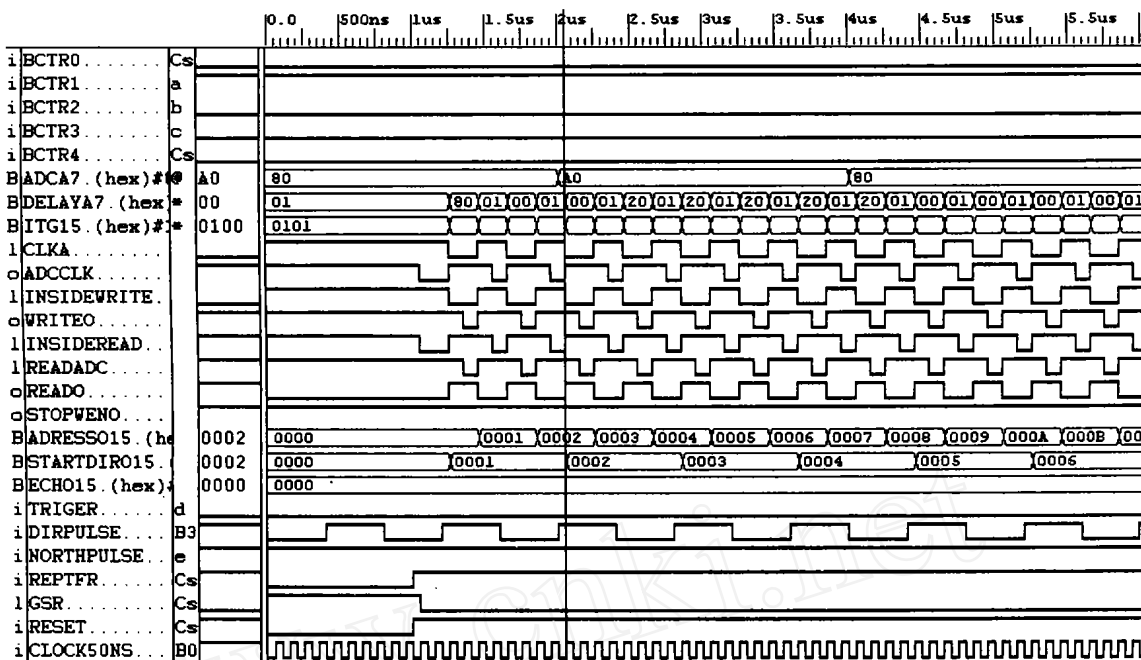 0.0 500ns 1us 1.5us 2us 2.5us 3us 3.5us 4us 4.5us 5us 5.5us
i BCTR0....... Cs
i BCTR1....... a
i BCTR2....... b
i BCTR3....... c
i BCTR4....... Cs
B ADCA7.(hex)# @ A0 80 A0 80
B DELAYA7.(hex * 00 01 80 01 00 01 00 01 20 01 20 01 20 01 20 01 20 01 00 01 00 01 00 01
B ITG15.(hex)# * 0100 0101
l CLKA........
o ADCCLK......
l INSIDEWRITE.
o WRITEO......
l INSIDEREAD..
l READADC.....
o READO.......
o STOPWENO....
B ADRESSO15.(he 0002 0000 0001 0002 0003 0004 0005 0006 0007 0008 0009 000A 000B 00
B STARTDIRO15.( 0002 0000 0001 0002 0003 0004 0005 0006
B ECHO15.(hex)# 0000 0000
i TRIGER...... d
i DIRPULSE.... B3
i NORTHPULSE.. e
i REPTFR...... Cs
l GSR......... Cs
i RESET....... Cs
i CLOCK50NS... B0